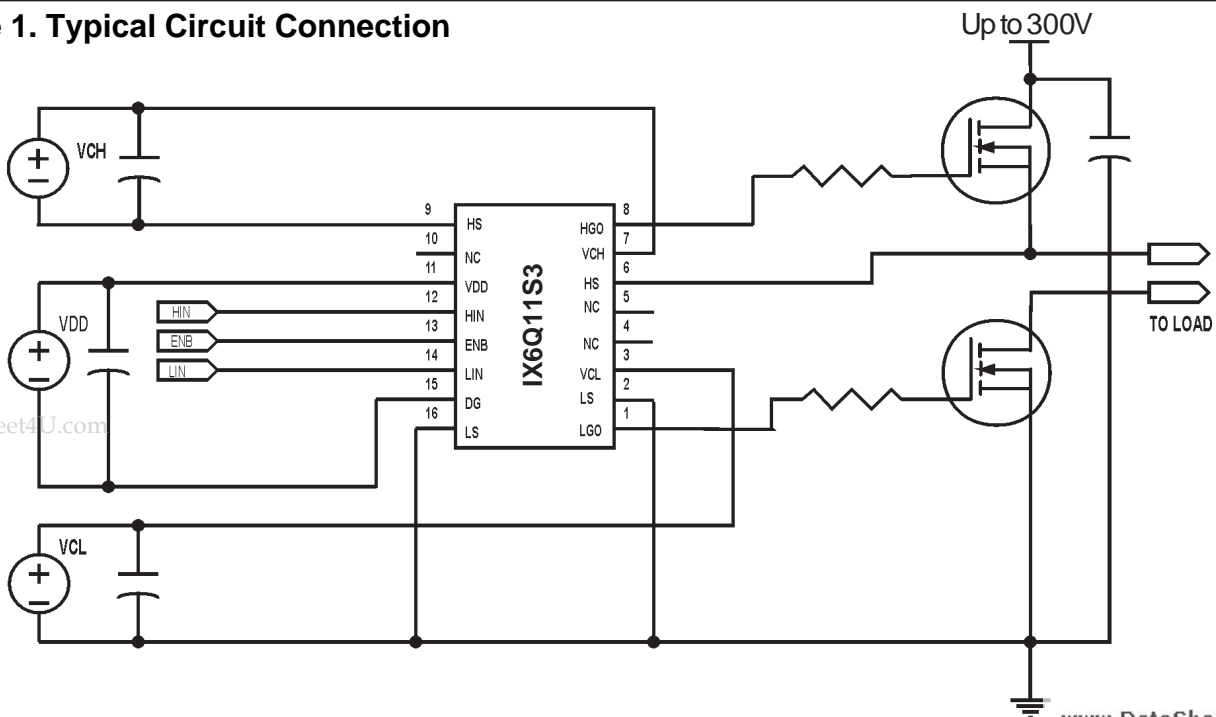 1. Typical Circuit Connection
Up to 300V
VCH
+
−
9
HS
10
NC
11
VDD
12
HIN
13
ENB
14
LIN
15
DG
16
LS
IX6Q11S3
8
HGO
7
VCH
6
HS
5
NC
4
NC
3
VCL
2
LS
1
LGO
VDD
+
−
HIN
ENB
LIN
TO LOAD
eet4U.com
VCL
+
−